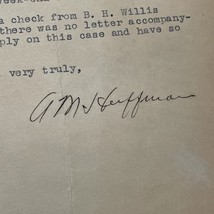 a check from B. H. Willis
there was no letter accompany-
ply on this case and have so
very truly,
A M Huffman